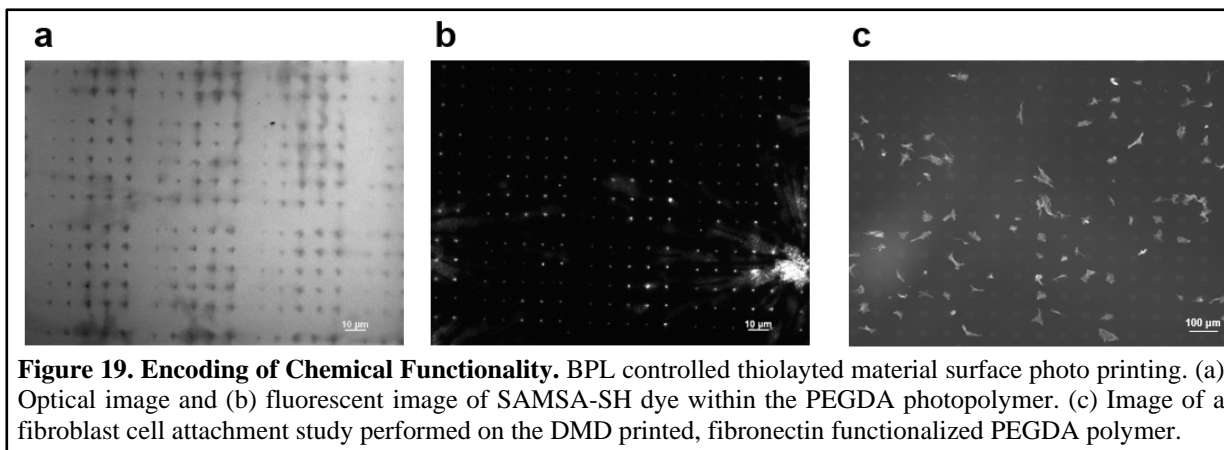 a b c
10 µm 10 µm 100 µm
Figure 19. Encoding of Chemical Functionality. BPL controlled thiolayted material surface photo printing. (a)
Optical image and (b) fluorescent image of SAMSA-SH dye within the PEGDA photopolymer. (c) Image of a
fibroblast cell attachment study performed on the DMD printed, fibronectin functionalized PEGDA polymer.